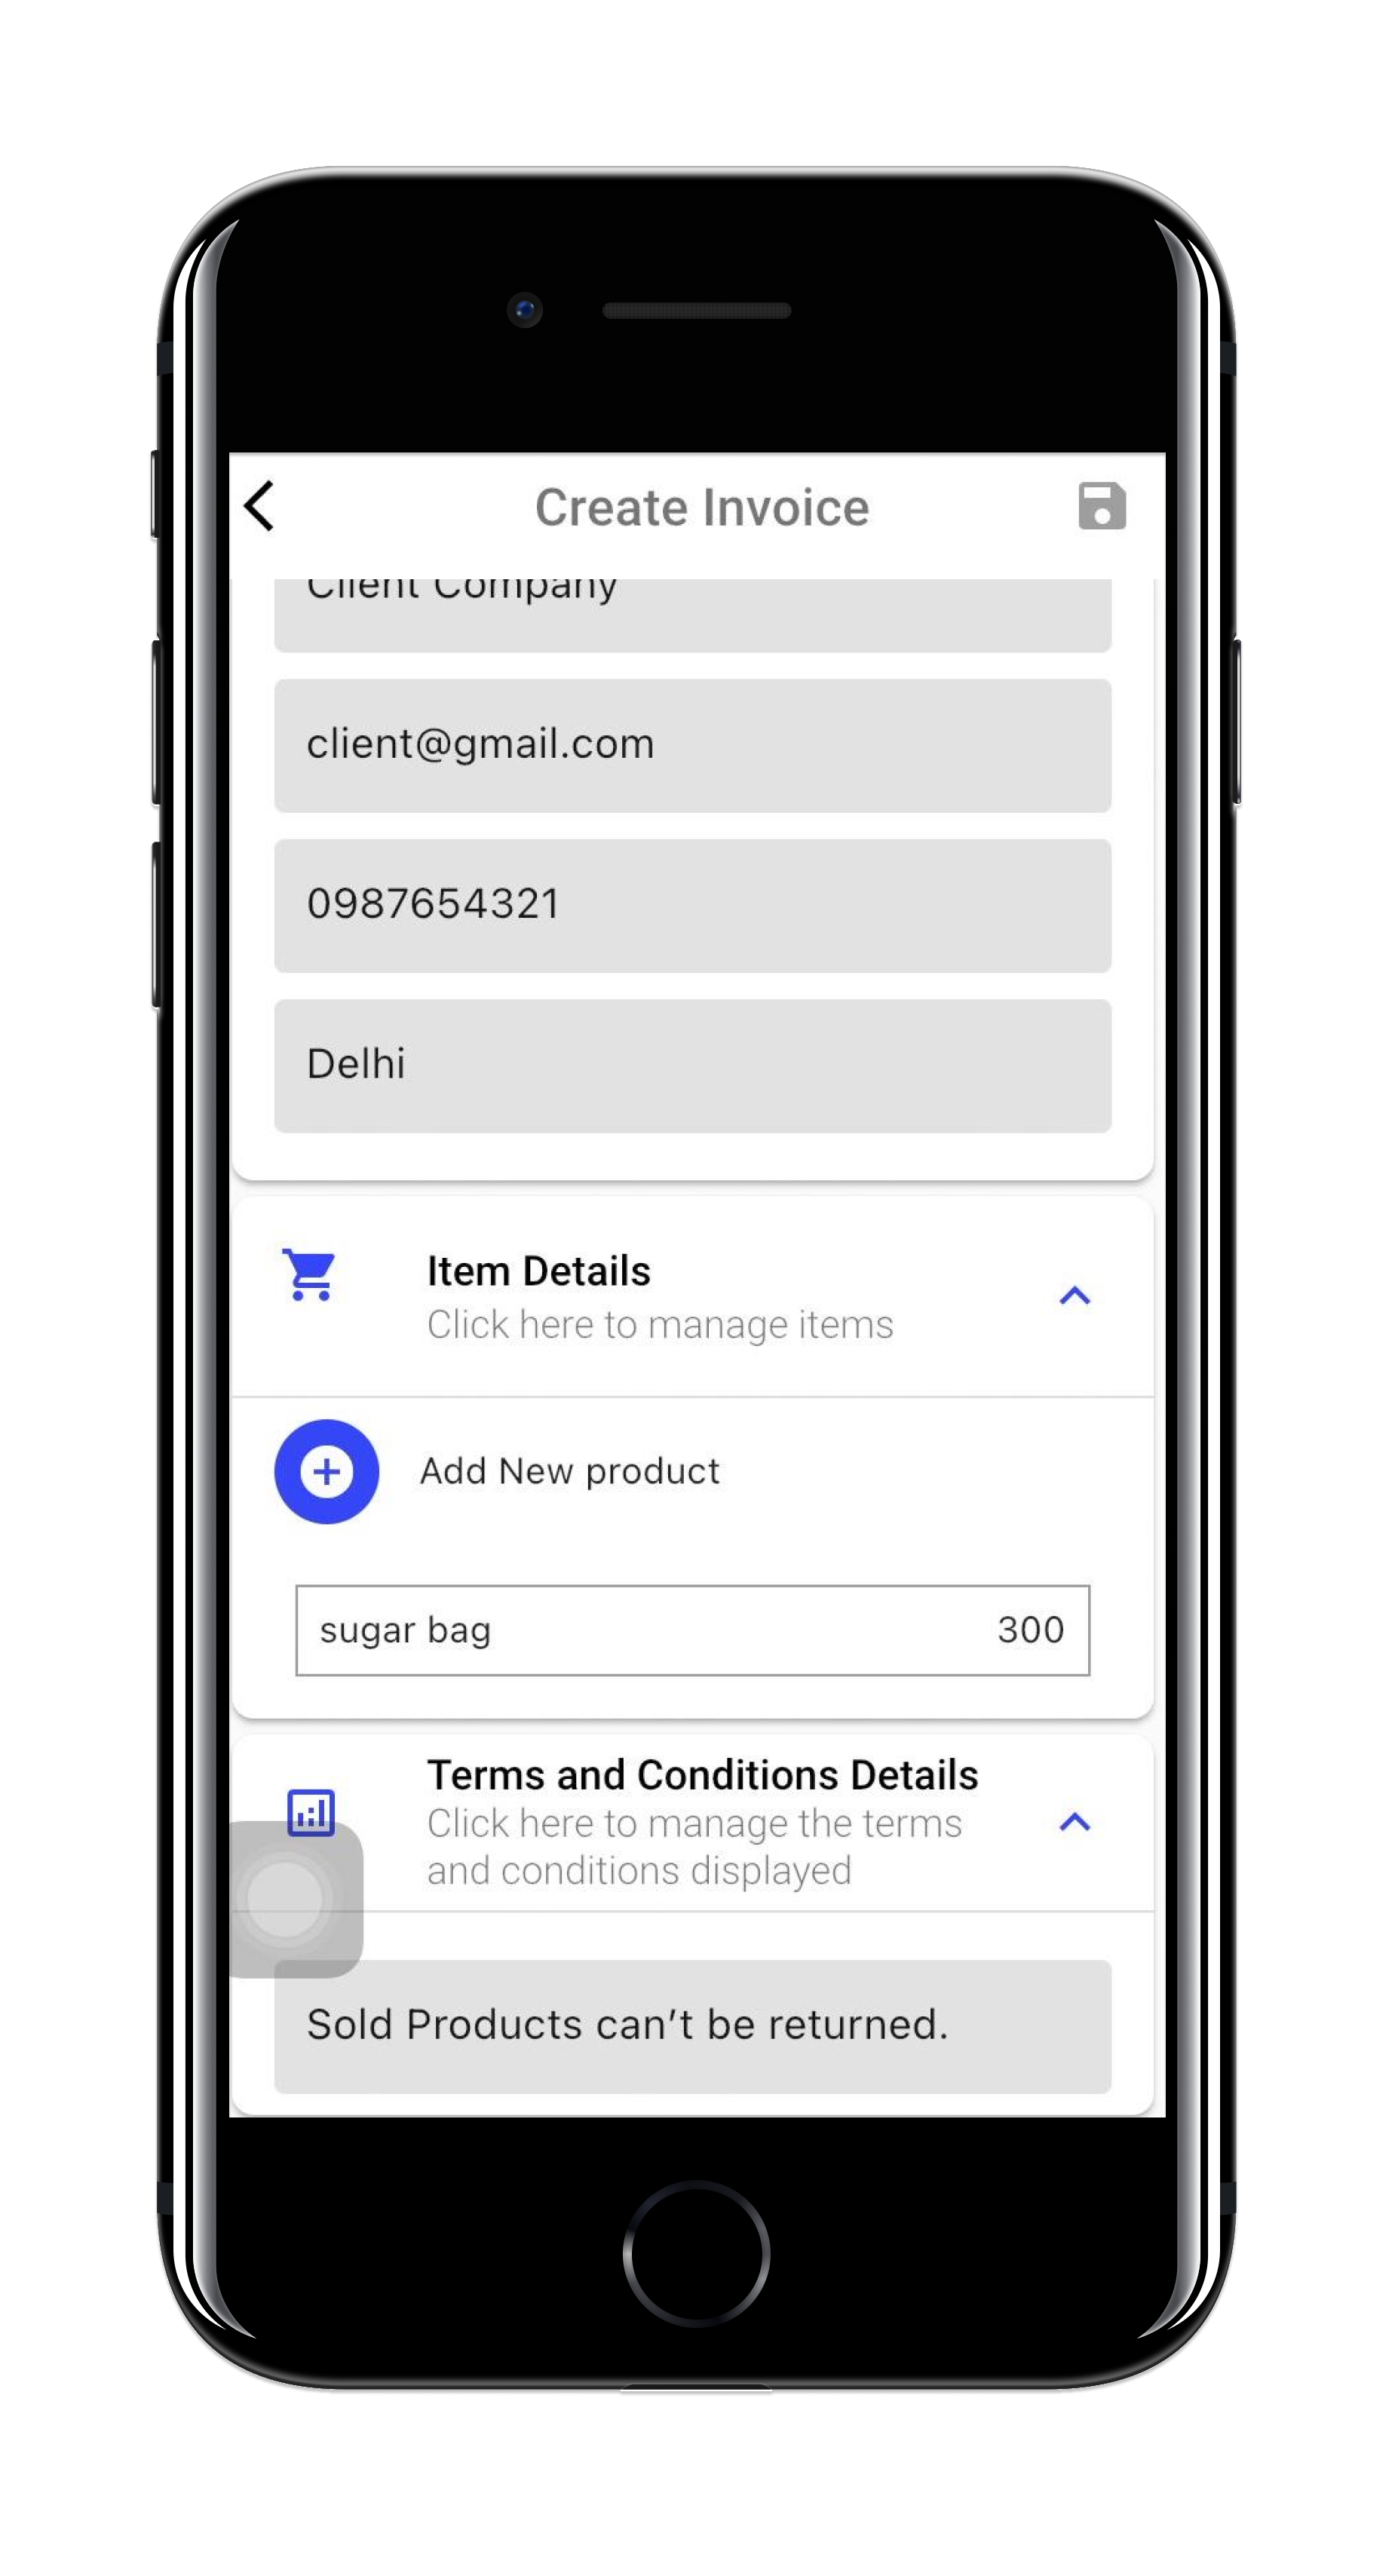 Create Invoice
Client Company
client@gmail.com
0987654321
Delhi
Item Details
Click here to manage items
Add New product
sugar bag 300
Terms and Conditions Details
Click here to manage the terms
and conditions displayed
Sold Products can’t be returned.